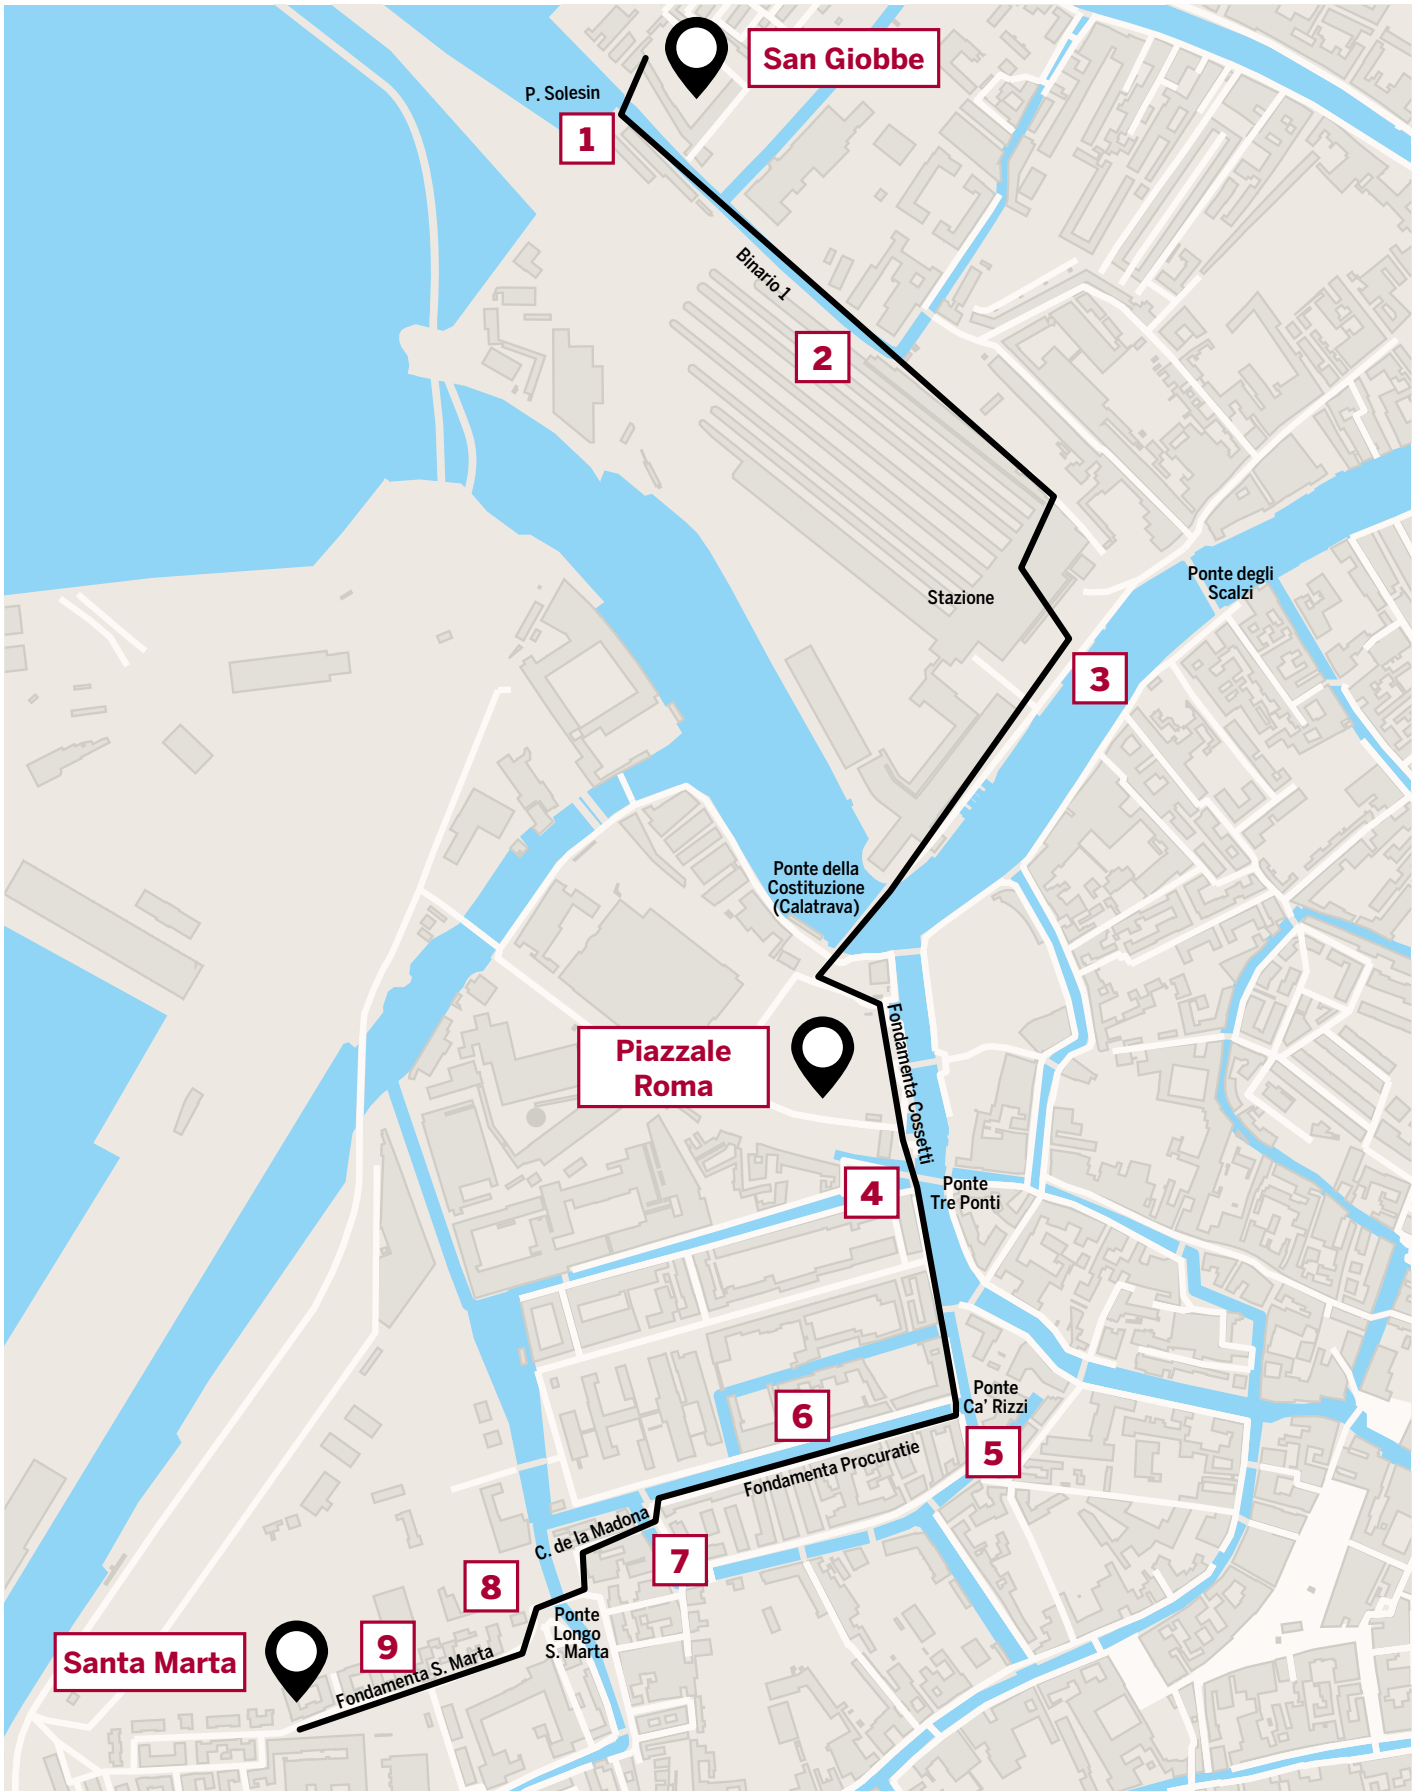 San Giobbe
P. Solesin
1
Binario 1
2
Ponte degli
Scalzi
Stazione
3
Ponte della
Costituzione
(Calatrava)
Fondamenta Cossetti
Piazzale
Roma
4
Ponte
Tre Ponti
Ponte
Ca' Rizzi
6
5
Fondamenta Procuratie
C. de la Madona
7
8
Ponte
Longo
S. Marta
9
Santa Marta
Fondamenta S. Marta